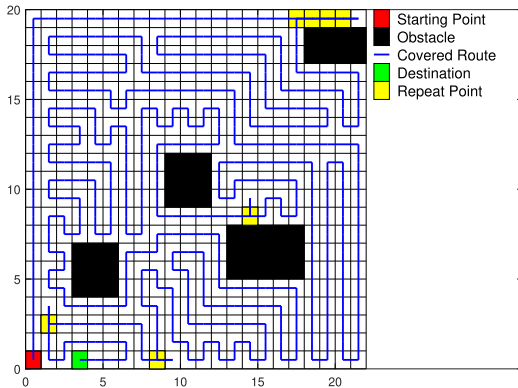 20
15
10
5
0
0
5
10
15
20
Starting Point
Obstacle
Covered Route
Destination
Repeat Point